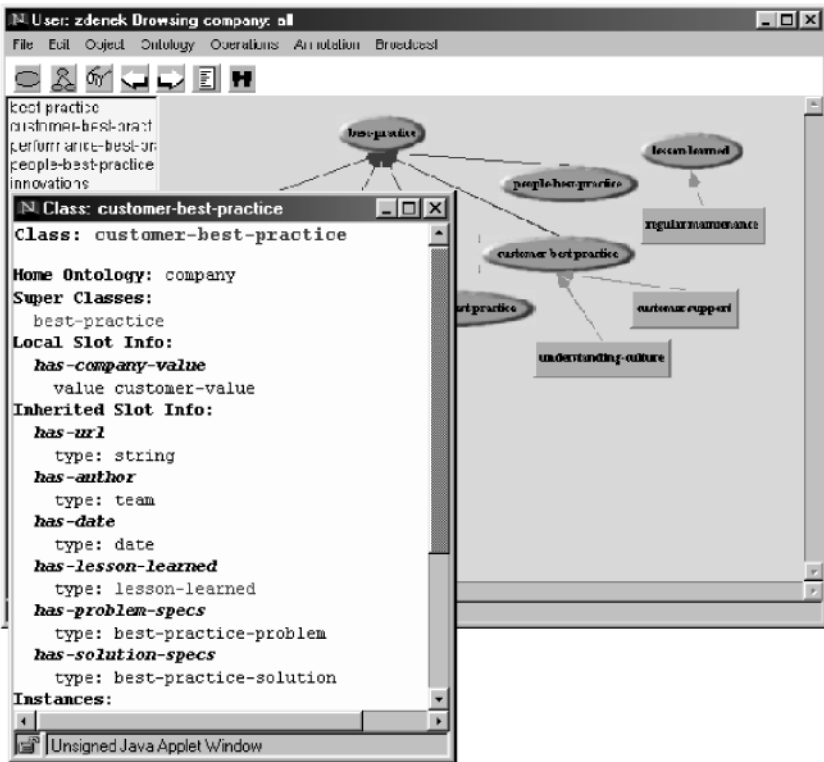 User: zdenek Browsing company: all
File Edit Object Ontology Operations Annotation Broadcast
best practice
customer-best-pract
performance-best-pr
people-best-practice
innovations
best-practice
lesson-learned
people-best-practice
regular maintenance
customer best practice
practice
customer support
understanding-culture
Class: customer-best-practice
Class: customer-best-practice
Home Ontology: company
Super Classes:
best-practice
Local Slot Info:
has-company-value
value customer-value
Inherited Slot Info:
has-url
type: string
has-author
type: team
has-date
type: date
has-lesson-learned
type: lesson-learned
has-problem-specs
type: best-practice-problem
has-solution-specs
type: best-practice-solution
Instances:
Unsigned Java Applet Window